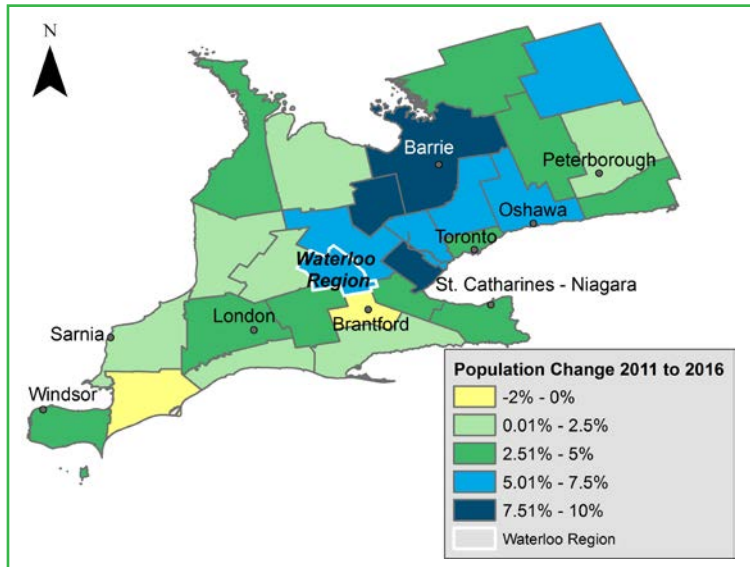 N
Barrie
Peterborough
Oshawa
Toronto
Waterloo
Region
St. Catharines - Niagara
London
Brantford
Sarnia
Windsor
Population Change 2011 to 2016
-2% - 0%
0.01% - 2.5%
2.51% - 5%
5.01% - 7.5%
7.51% - 10%
Waterloo Region